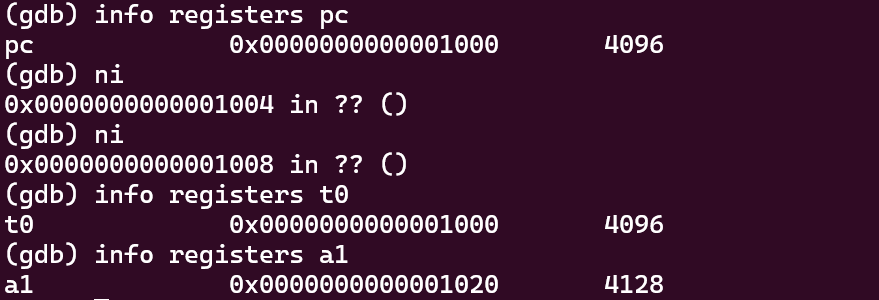 (gdb) info registers pc
pc             0x0000000000001000       4096
(gdb) ni
0x0000000000001004 in ?? ()
(gdb) ni
0x0000000000001008 in ?? ()
(gdb) info registers t0
t0             0x0000000000001000       4096
(gdb) info registers a1
a1             0x0000000000001020       4128